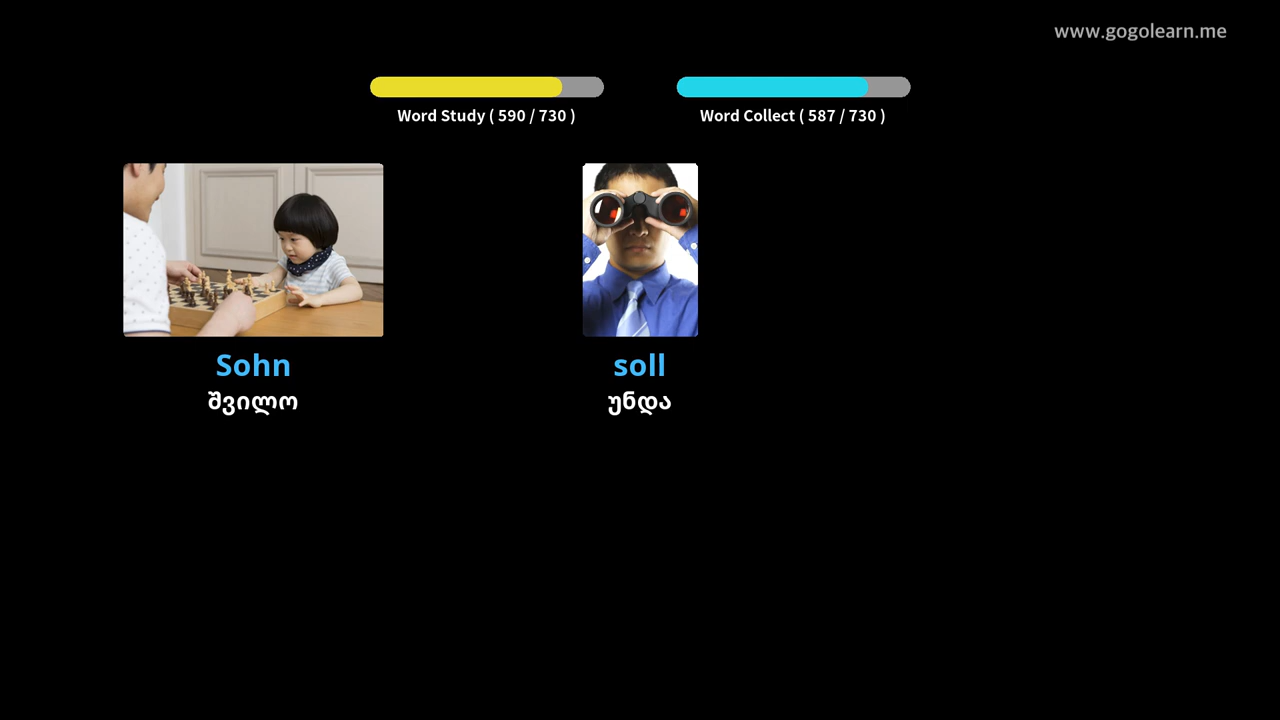 www.gogolearn.me
Word Study ( 590 / 730 )
Word Collect ( 587 / 730 )
Sohn
შვილო
soll
უნდა